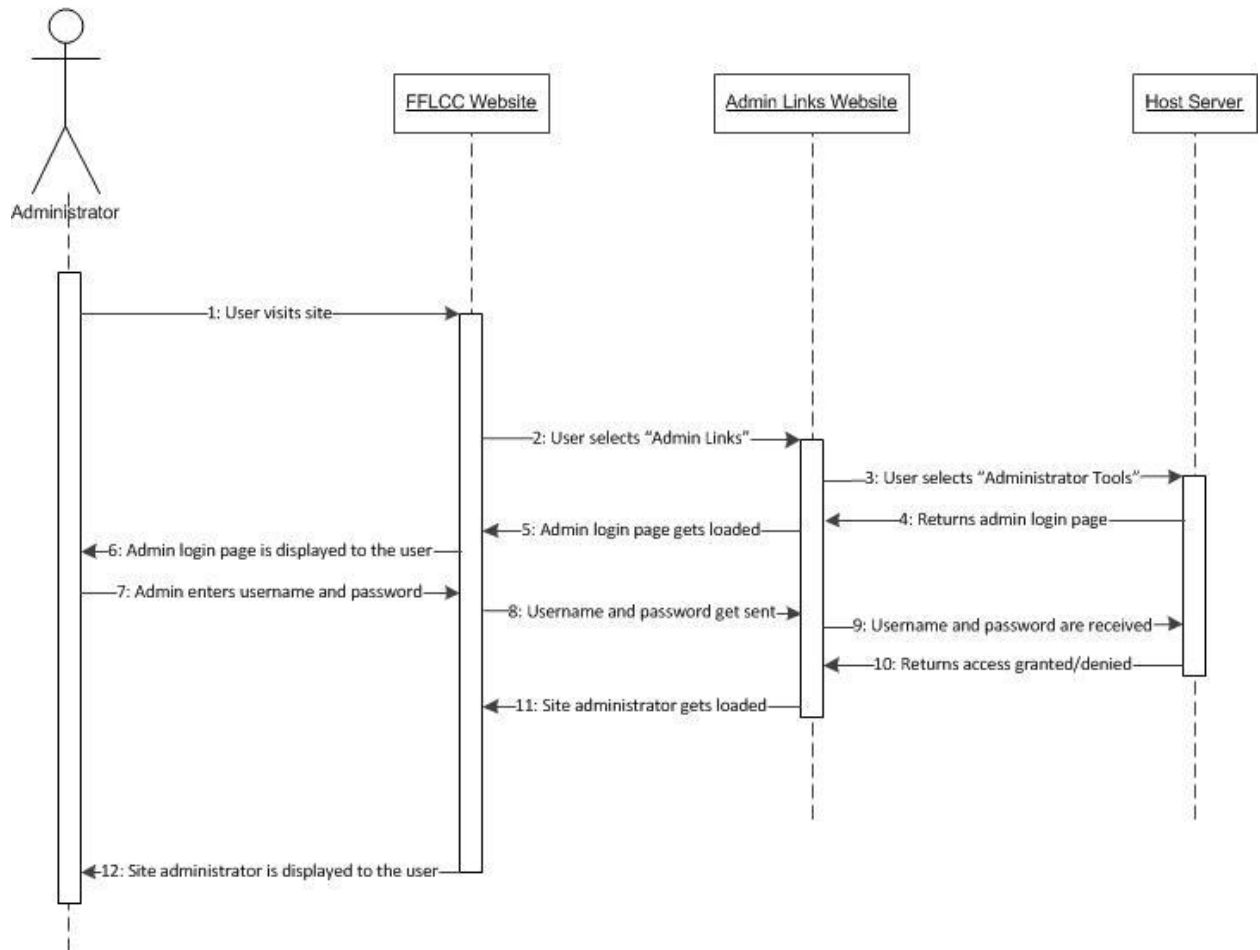 Administrator
FFLCC Website
Admin Links Website
Host Server
1: User visits site
2: User selects “Admin Links”
3: User selects “Administrator Tools”
4: Returns admin login page
5: Admin login page gets loaded
6: Admin login page is displayed to the user
7: Admin enters username and password
8: Username and password get sent
9: Username and password are received
10: Returns access granted/denied
11: Site administrator gets loaded
12: Site administrator is displayed to the user